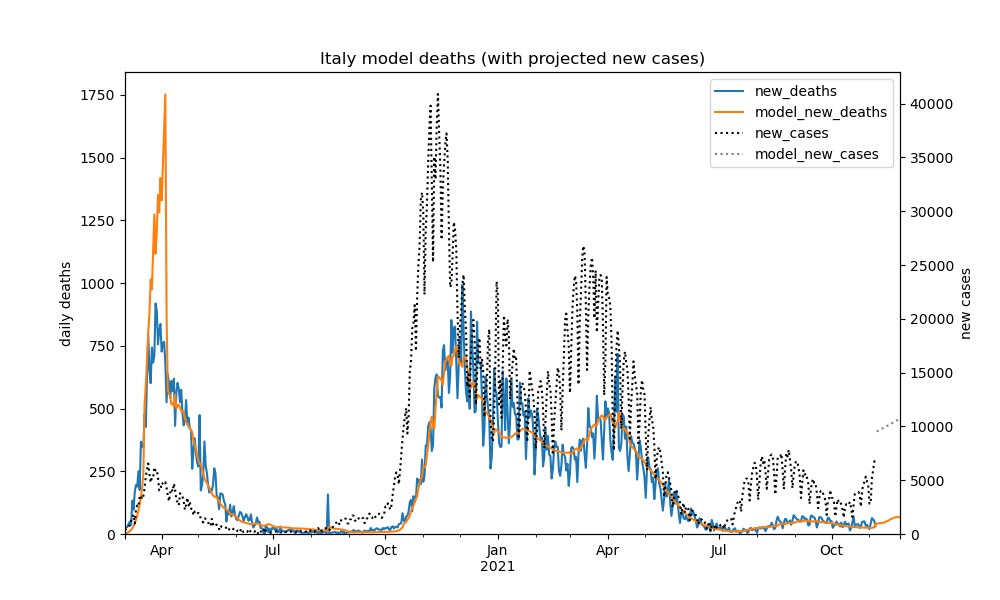 Italy model deaths (with projected new cases)
new_deaths
model_new_deaths
new_cases
model_new_cases
1750
1500
1250
1000
750
500
250
0
daily deaths
40000
35000
30000
25000
20000
15000
10000
5000
0
new cases
Apr
Jul
Oct
Jan
2021
Apr
Jul
Oct